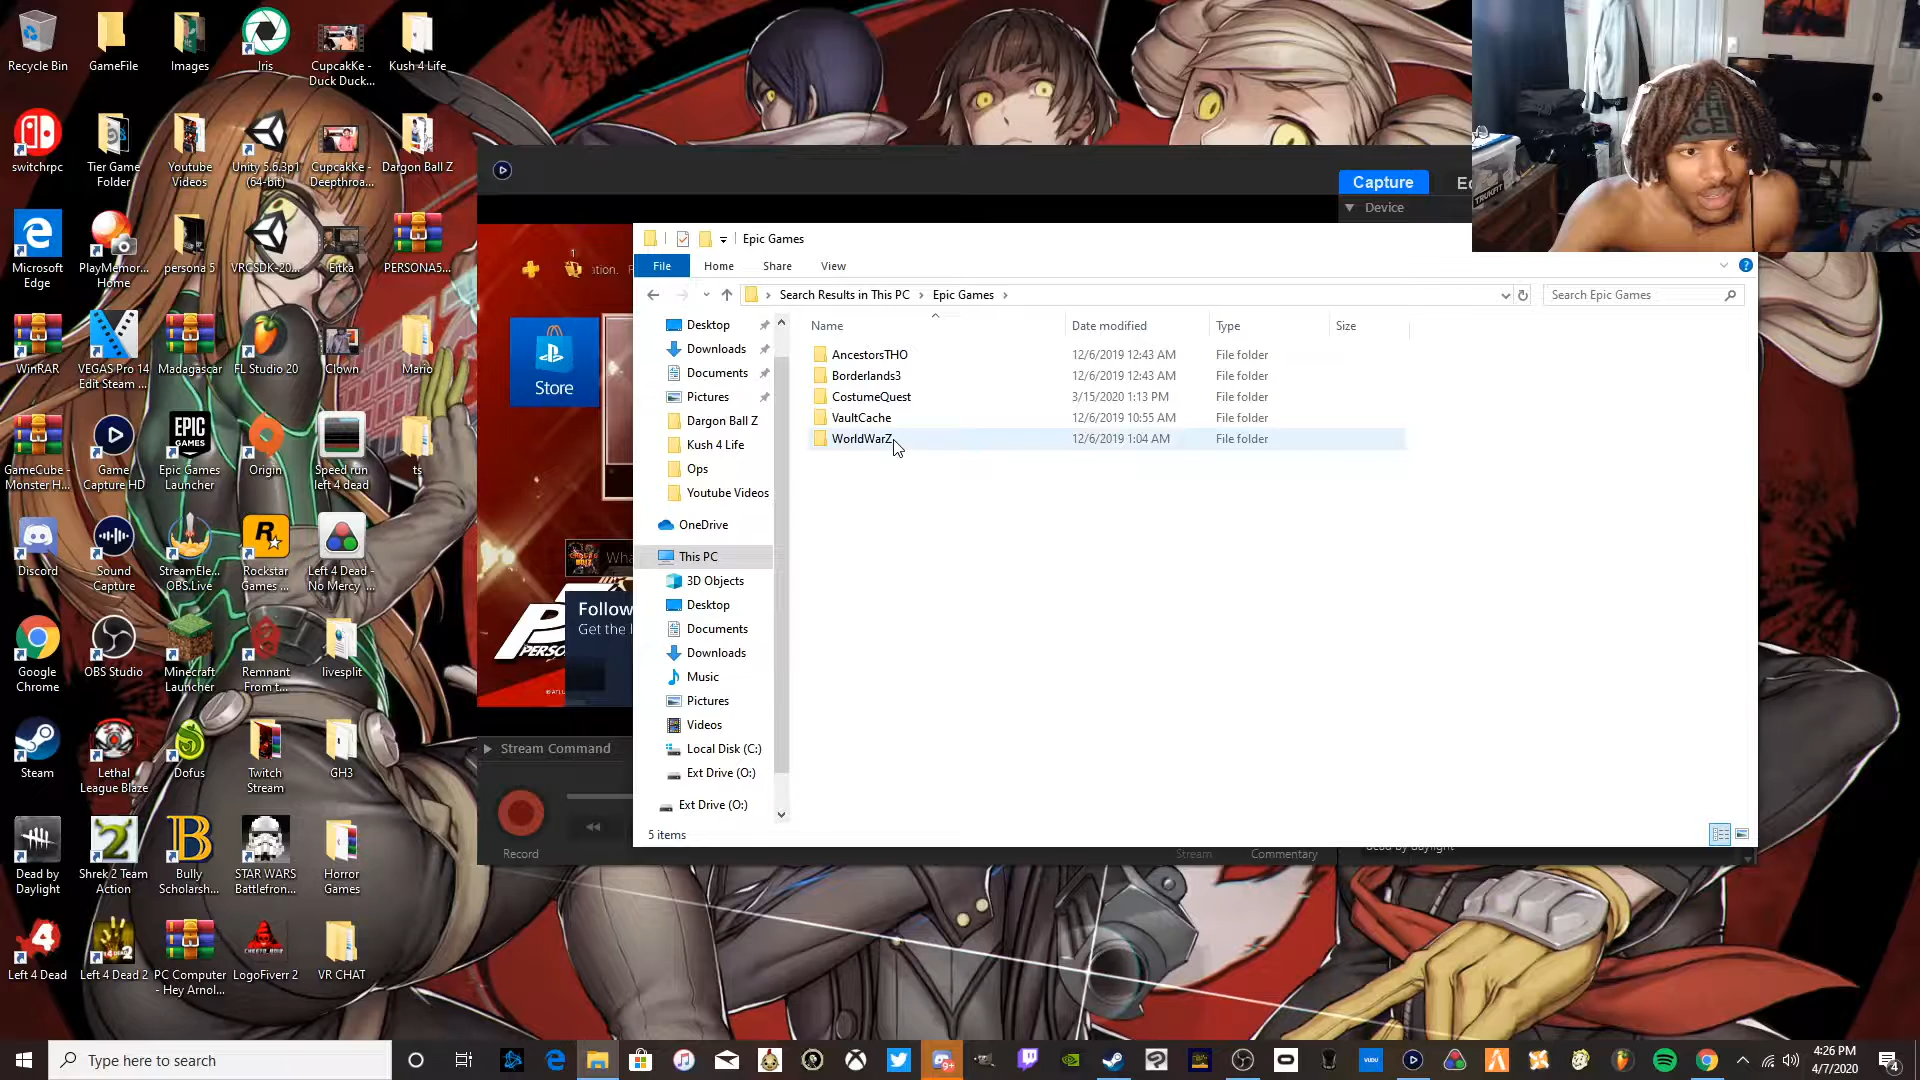 Recycle Bin
GameFile
Images
Iris
CupcakKe -
Duck Duck...
Kush 4 Life
switchrpc
Tier Game
Folder
Youtube
Videos
Unity 5.6.3p1
(64-bit)
CupcakKe -
Deepthroa...
Dargon Ball Z
Microsoft
Edge
PlayMemor...
Home
persona 5
VRCSDK-20...
Eitka
PERSONA5...
WinRAR
VEGAS Pro 14
Edit Steam ...
Madagascar
FL Studio 20
Clown
Mario
GameCube -
Monster H...
Game
Capture HD
EPIC
GAMES
Epic Games
Launcher
Origin
Speed run
left 4 dead
ts
Discord
Sound
Capture
StreamEle...
OBS.Live
Rockstar
Games ...
Left 4 Dead -
No Mercy ...
Google
Chrome
OBS Studio
Minecraft
Launcher
Remnant
From t...
livesplit
Steam
Lethal
League Blaze
Dofus
Twitch
Stream
GH3
Dead by
Daylight
Shrek 2 Team
Action
Bully
Scholarsh...
STAR WARS
Battlefron...
Horror
Games
Left 4 Dead
Left 4 Dead 2
PC Computer
- Hey Arnol...
LogoFiverr 2
VR CHAT
Capture
Device
Store
Follow
Stream Command
Record
Stream
Commentary
Epic Games
File
Home
Share
View
Search Results in This PC
Epic Games
Search Epic Games
Name
Date modified
Type
Size
AncestorsTHO
12/6/2019 12:43 AM
File folder
Borderlands3
12/6/2019 12:43 AM
File folder
CostumeQuest
3/15/2020 1:13 PM
File folder
VaultCache
12/6/2019 10:55 AM
File folder
WorldWarZ
12/6/2019 1:04 AM
File folder
Desktop
Downloads
Documents
Pictures
Dargon Ball Z
Kush 4 Life
Ops
Youtube Videos
OneDrive
This PC
3D Objects
Desktop
Documents
Downloads
Music
Pictures
Videos
Local Disk (C:)
Ext Drive (O:)
Ext Drive (O:)
5 items
Type here to search
4:26 PM
4/7/2020